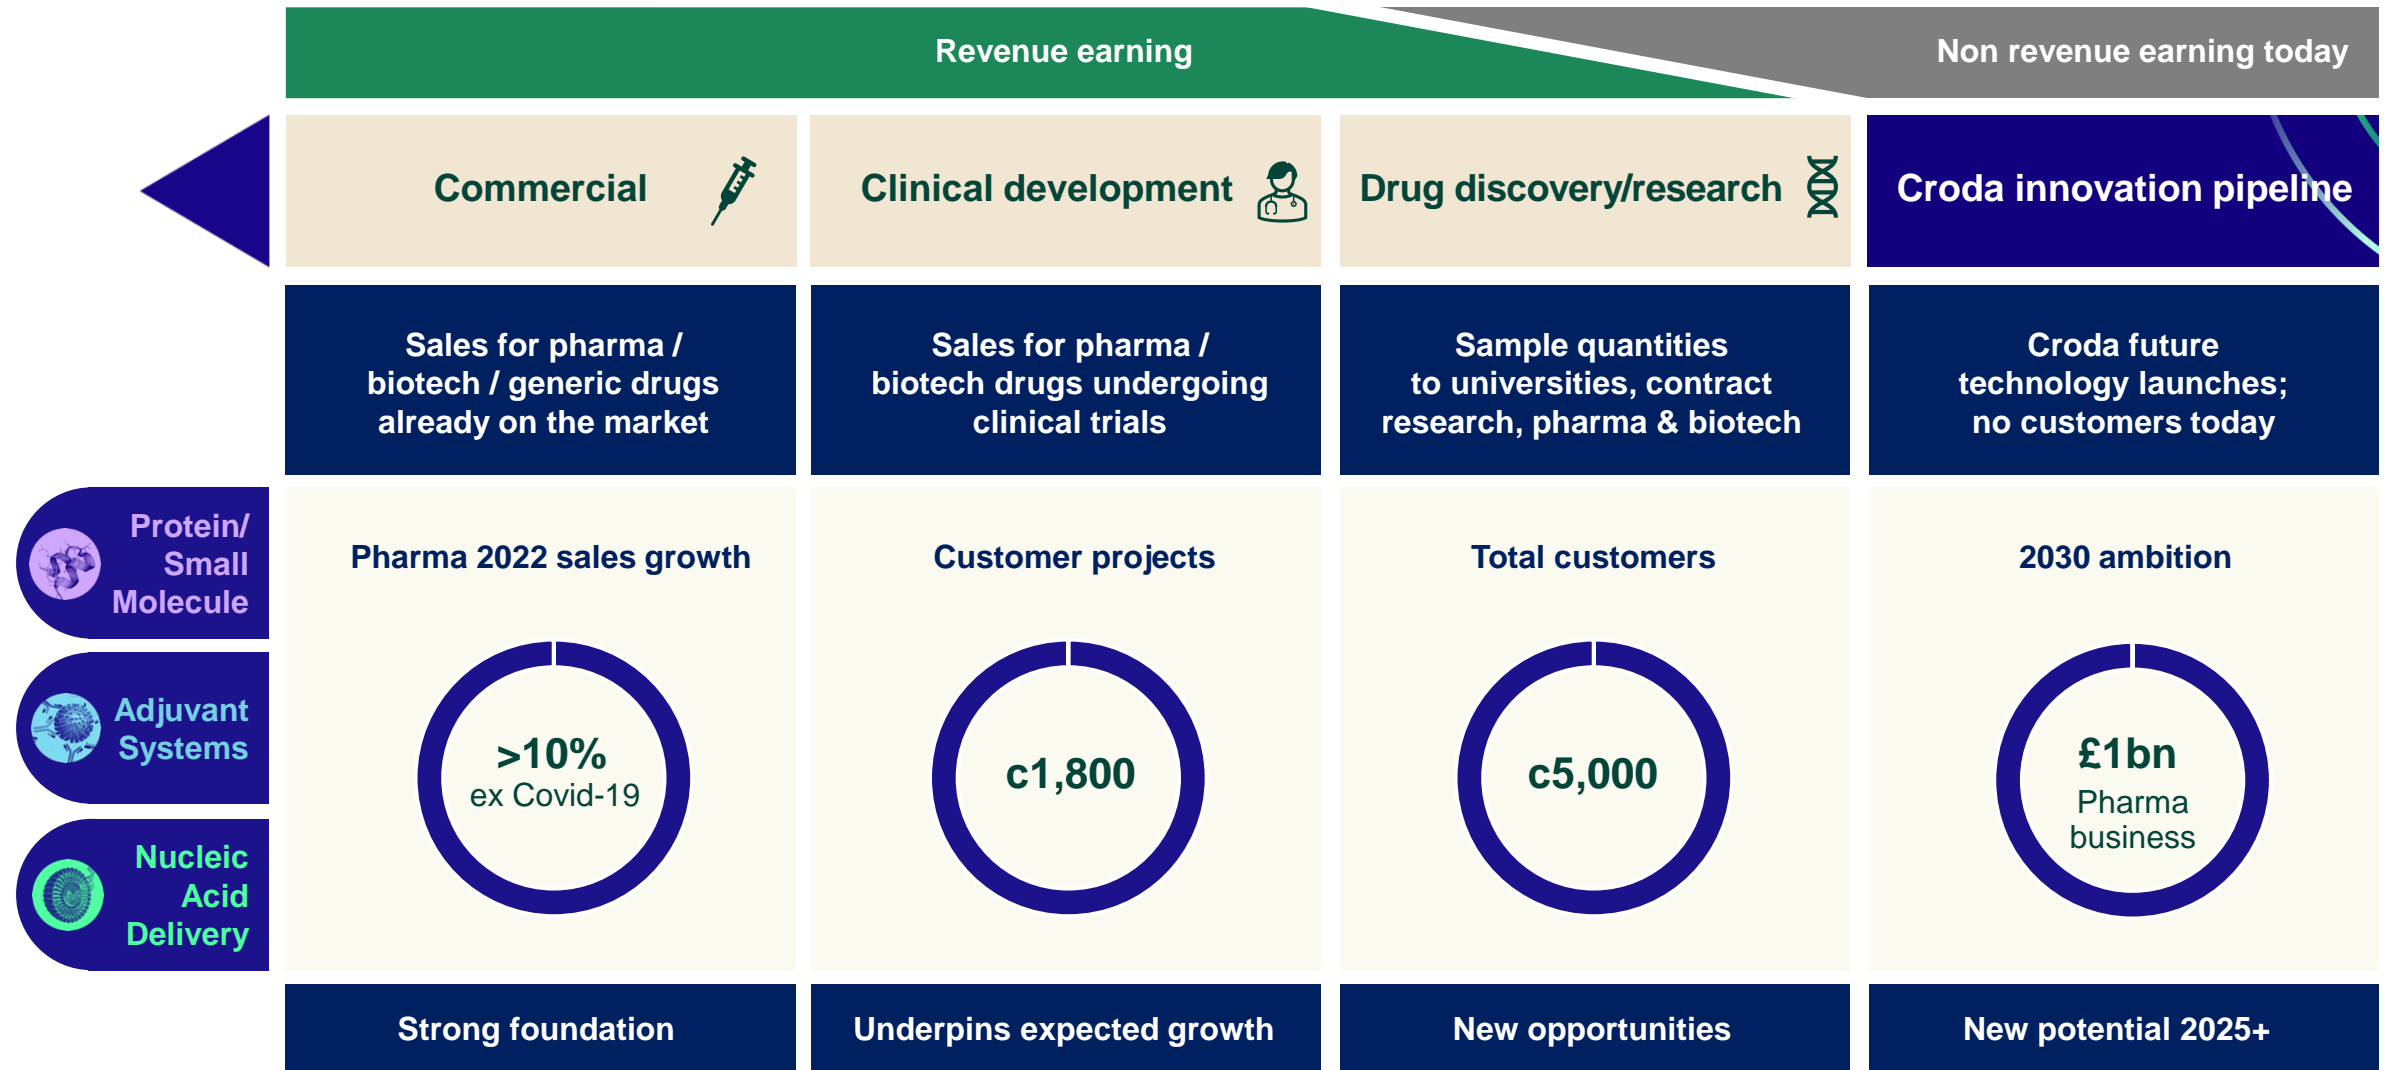 Revenue earning
Non revenue earning today
Commercial
Clinical development
Drug discovery/research
Croda innovation pipeline
Sales for pharma /
biotech / generic drugs
already on the market
Sales for pharma /
biotech drugs undergoing
clinical trials
Sample quantities
to universities, contract
research, pharma & biotech
Croda future
technology launches;
no customers today
Protein/
Small
Molecule
Adjuvant
Systems
Nucleic
Acid
Delivery
Pharma 2022 sales growth
>10%
ex Covid-19
Customer projects
c1,800
Total customers
c5,000
2030 ambition
£1bn
Pharma
business
Strong foundation
Underpins expected growth
New opportunities
New potential 2025+